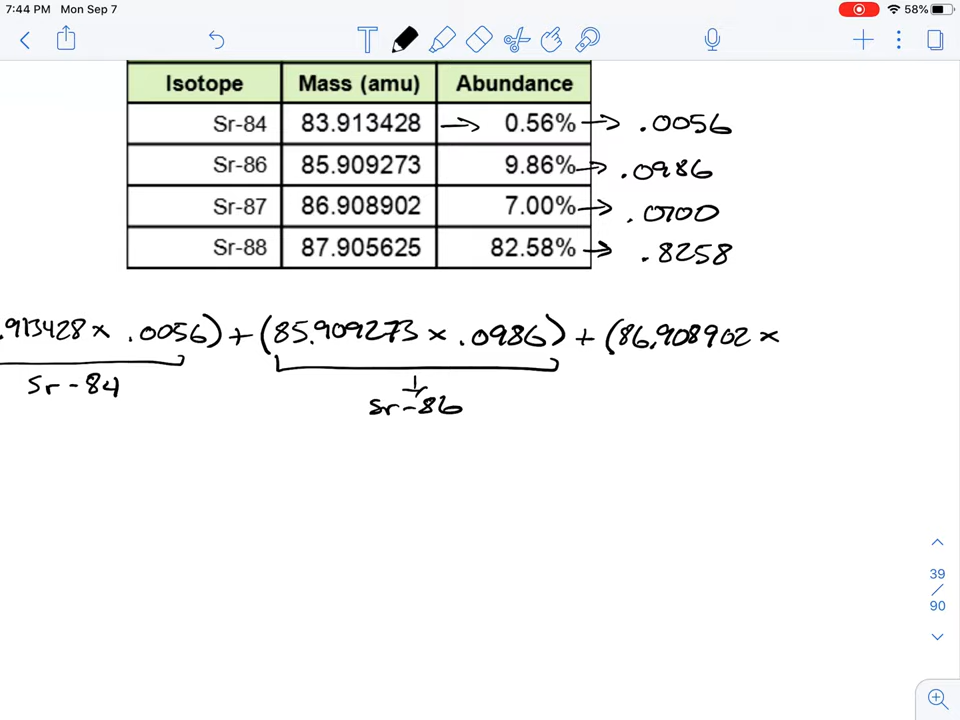 7:44 PM Mon Sep 7 58%
T
Isotope Mass (amu) Abundance
Sr-84 83.913428 → 0.56% → .0056
Sr-86 85.909273 9.86% → .0986
Sr-87 86.908902 7.00% → .0700
Sr-88 87.905625 82.58% → .8258
.913428 × .0056) + (85.909273 × .0986) + (86.908902 ×
Sr-84
Sr-86
39
/
90